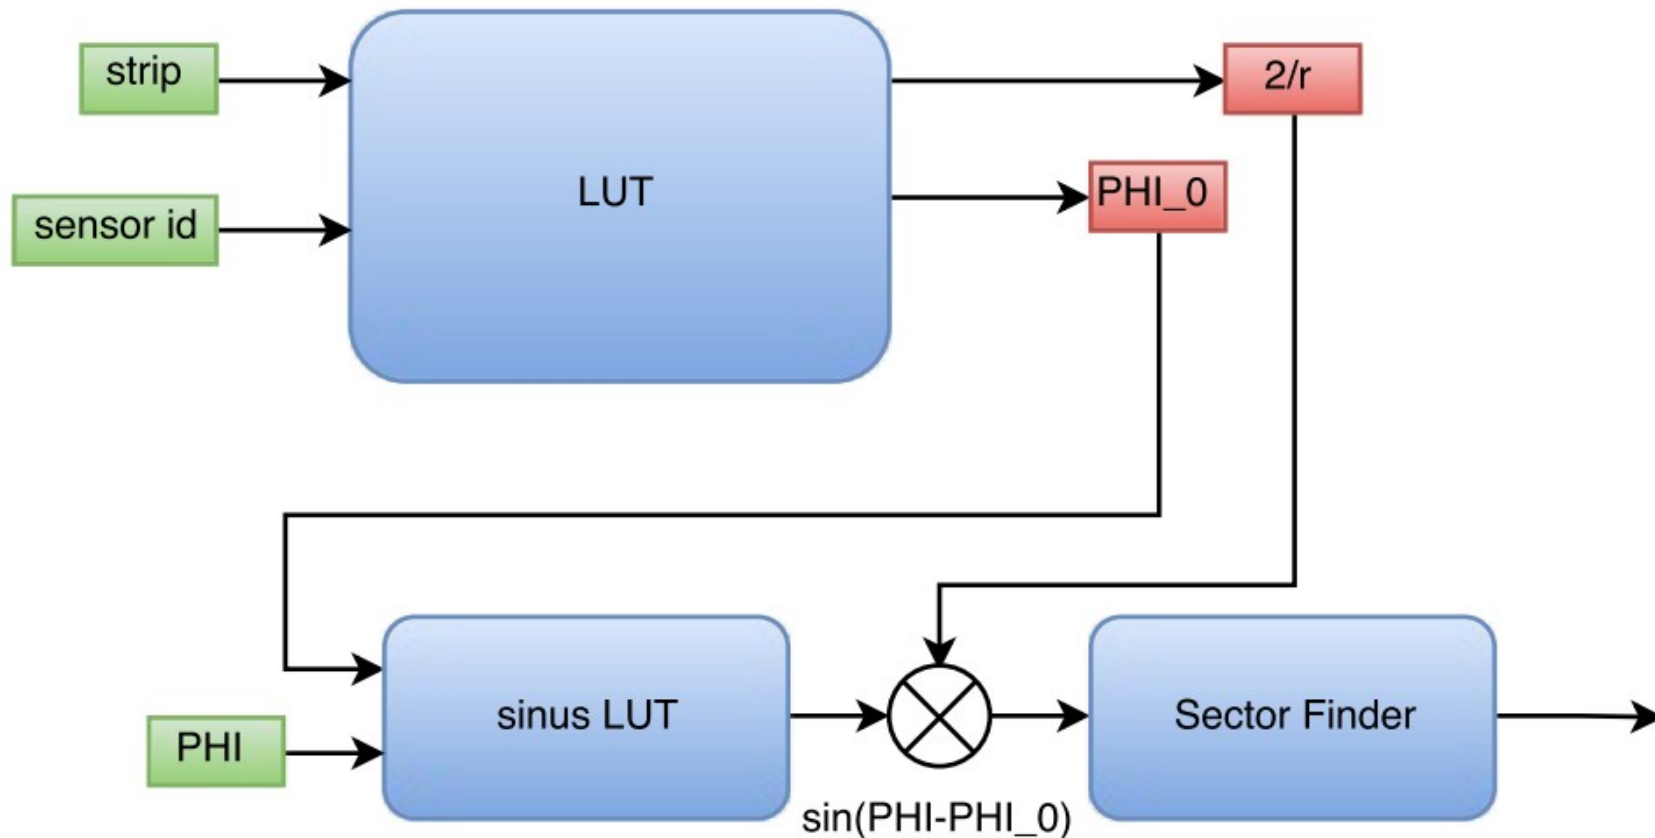 strip
2/r
LUT
PHI_0
sensor id
sinus LUT
Sector Finder
PHI
sin(PHI-PHI_0)